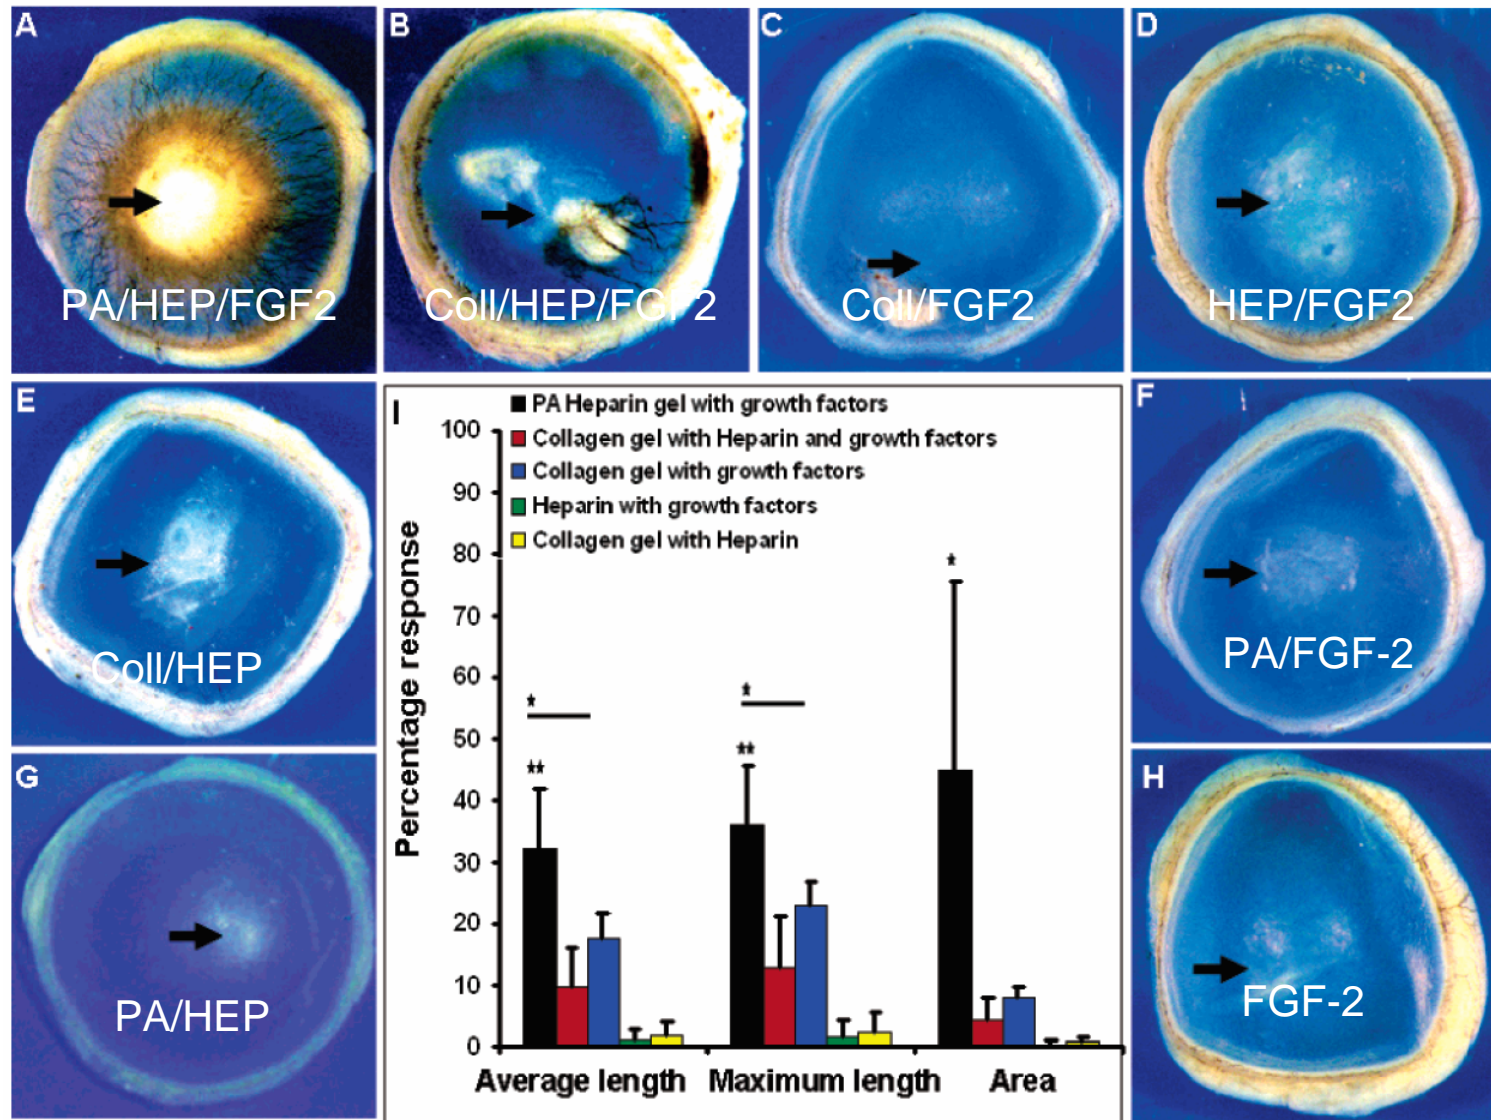 A
PA/HEP/FGF2
B
Coll/HEP/FGF2
C
Coll/FGF2
D
HEP/FGF2
E
Coll/HEP
I
PA Heparin gel with growth factors
Collagen gel with Heparin and growth factors
Collagen gel with growth factors
Heparin with growth factors
Collagen gel with Heparin
Percentage response
100
90
80
70
60
50
40
30
20
10
0
*
**
*
**
*
Average length
Maximum length
Area
F
PA/FGF-2
G
PA/HEP
H
FGF-2